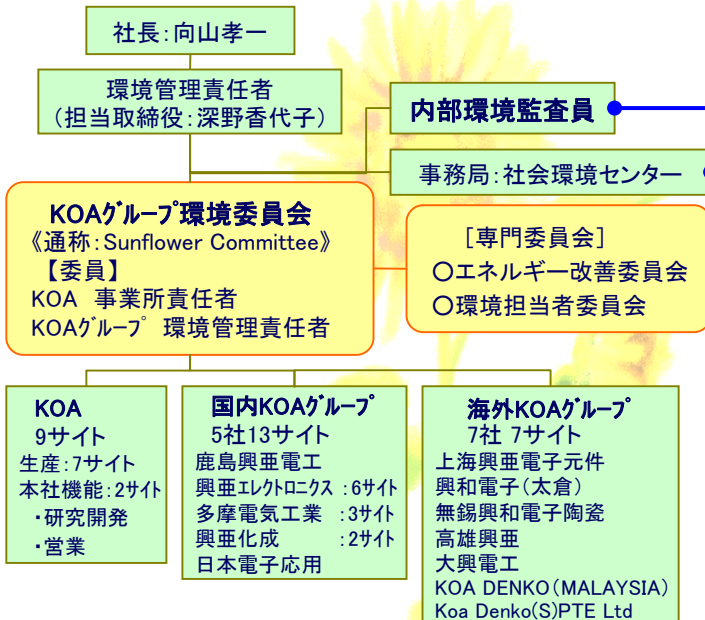 社長:向山孝一
環境管理責任者
(担当取締役:深野香代子)
内部環境監査員
事務局:社会環境センター
KOAグループ環境委員会
《通称:Sunflower Committee》
【委員】
KOA 事業所責任者
KOAグループ 環境管理責任者
[専門委員会]
○エネルギー改善委員会
○環境担当者委員会
KOA
9サイト
生産:7サイト
本社機能:2サイト
・研究開発
・営業
国内KOAグループ
5社13サイト
鹿島興亜電工
興亜エレクトロニクス :6サイト
多摩電気工業 :3サイト
興亜化成 :2サイト
日本電子応用
海外KOAグループ
7社 7サイト
上海興亜電子元件
興和電子(太倉)
無錫興和電子陶瓷
高雄興亜
大興電工
KOA DENKO(MALAYSIA)
Koa Denko(S)PTE Ltd